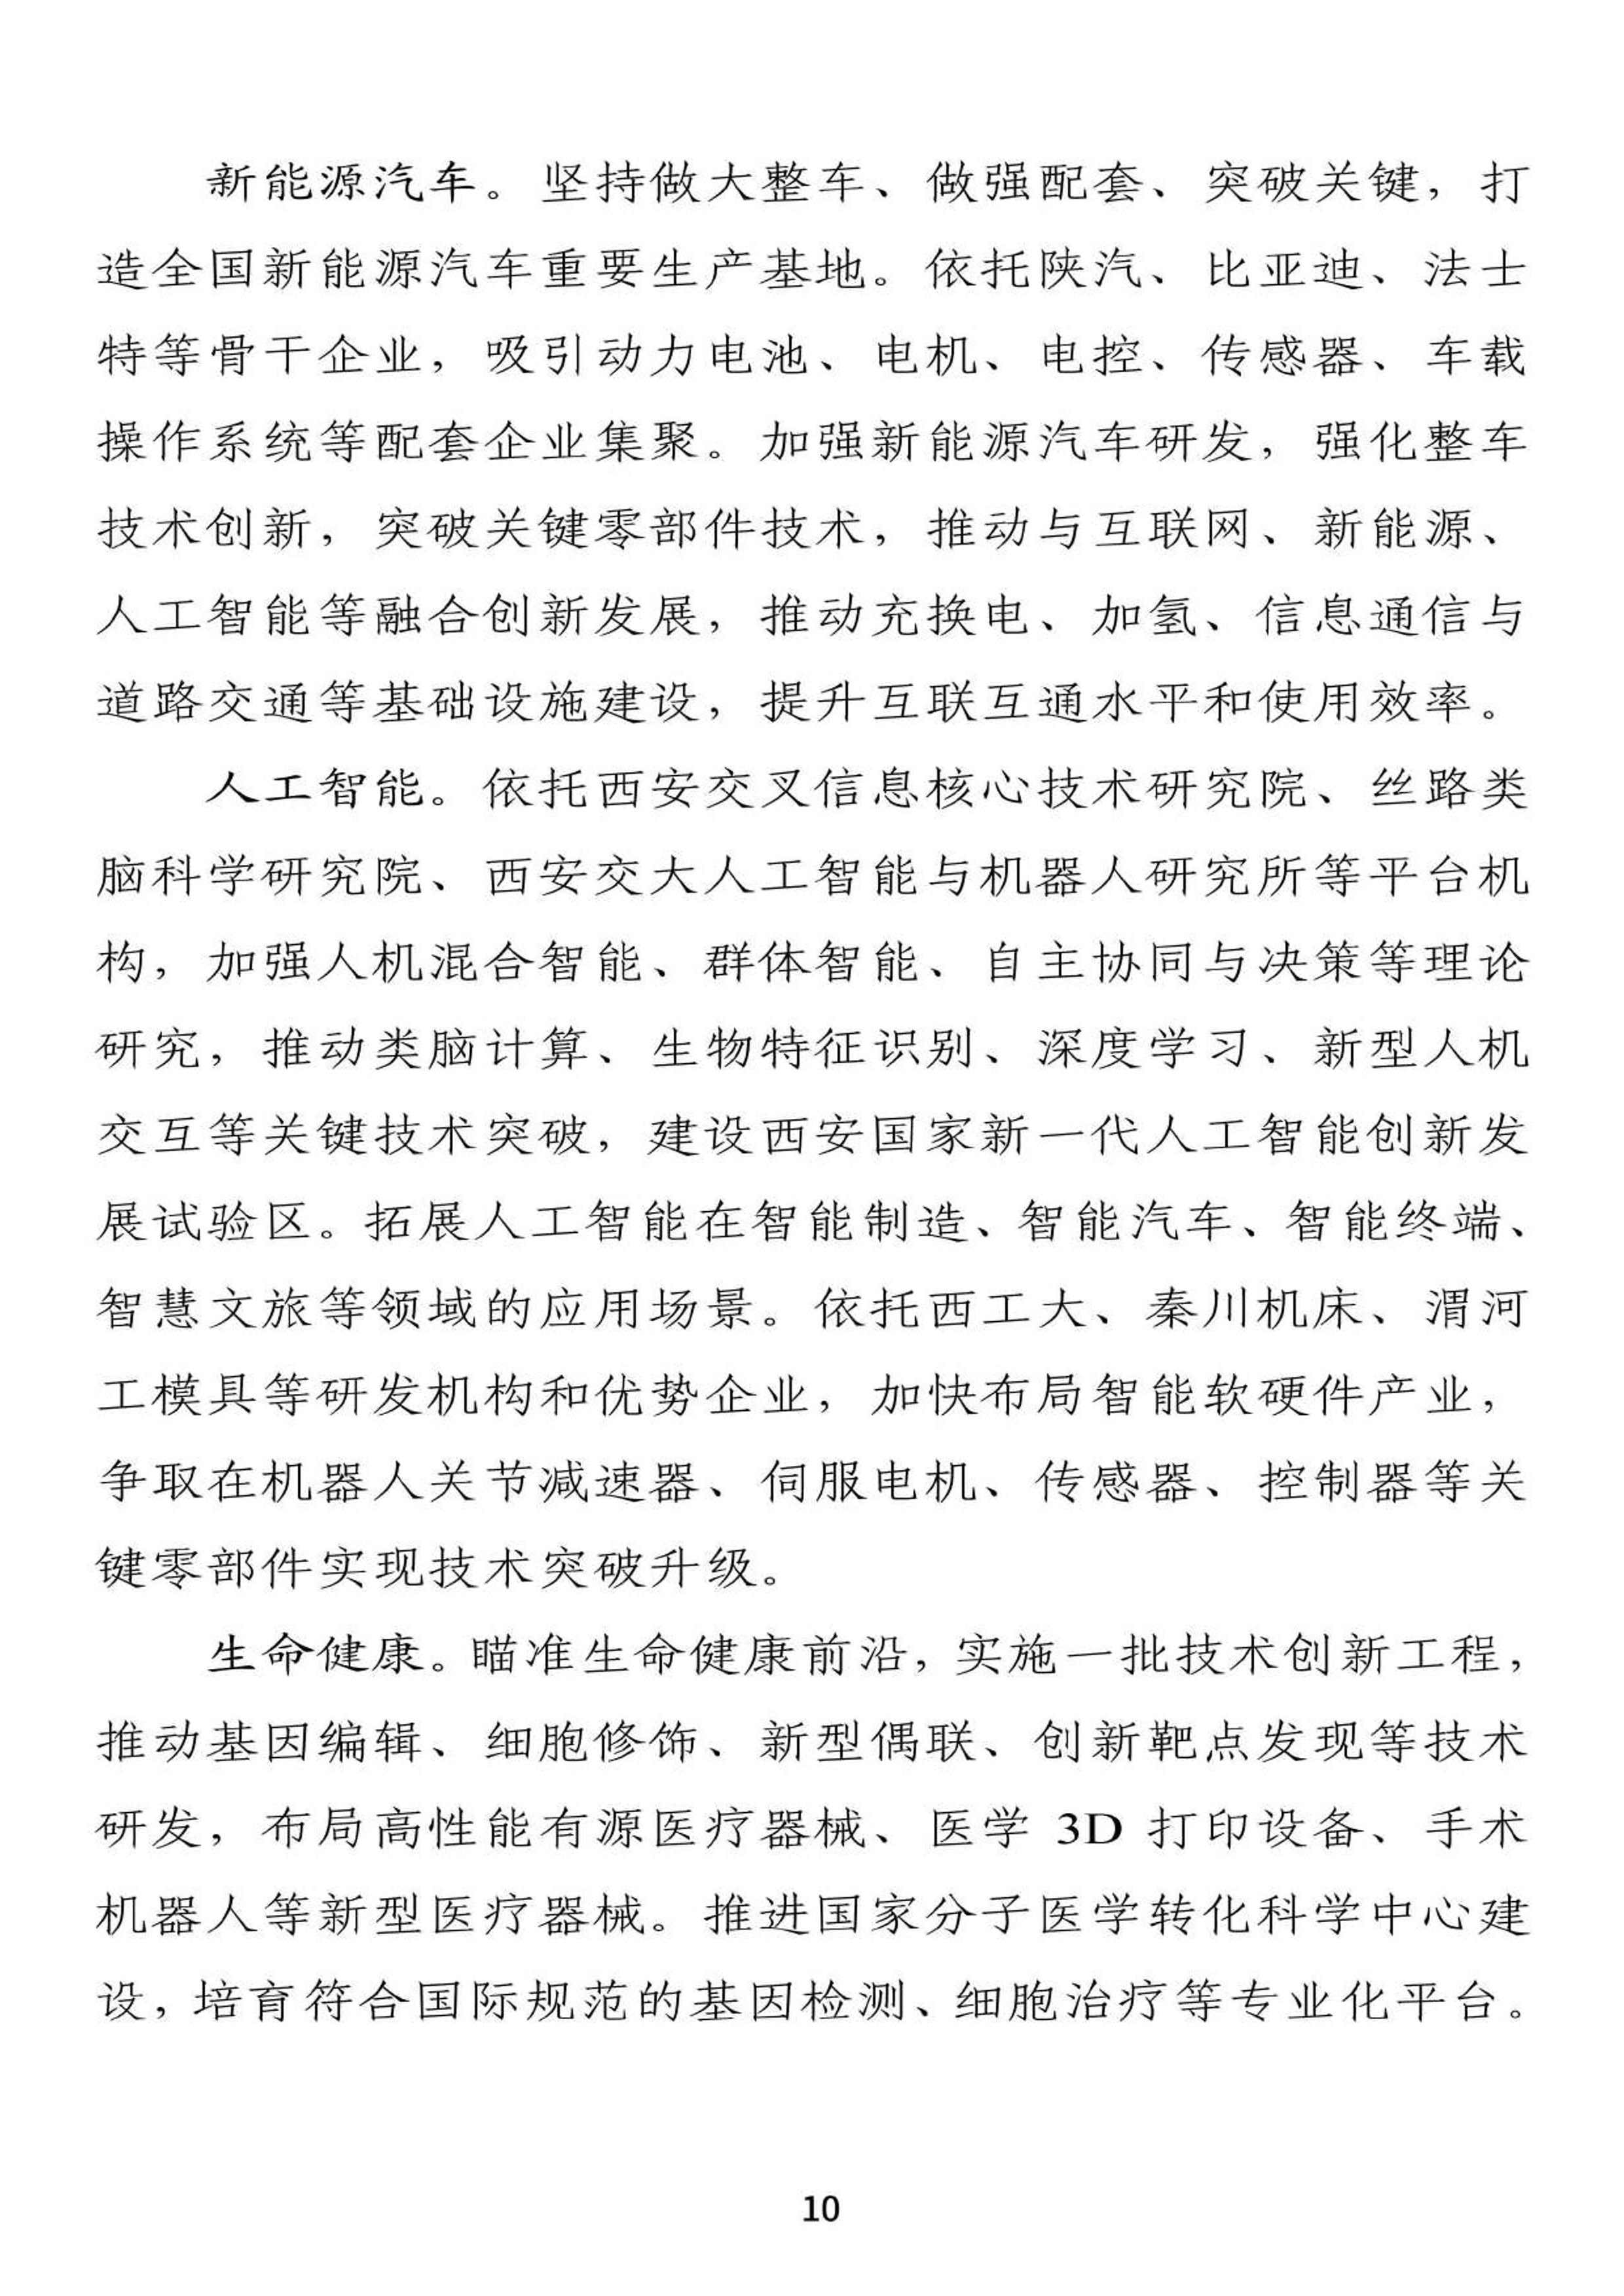 新能源汽车。坚持做大整车、做强配套、突破关键，打
造全国新能源汽车重要生产基地。依托陕汽、比亚迪、法士
特等骨干企业，吸引动力电池、电机、电控、传感器、车载
操作系统等配套企业集聚。加强新能源汽车研发，强化整车
技术创新，突破关键零部件技术，推动与互联网、新能源、
人工智能等融合创新发展，推动充换电、加氢、信息通信与
道路交通等基础设施建设，提升互联互通水平和使用效率。
人工智能。依托西安交叉信息核心技术研究院、丝路类
脑科学研究院、西安交大人工智能与机器人研究所等平台机
构，加强人机混合智能、群体智能、自主协同与决策等理论
研究，推动类脑计算、生物特征识别、深度学习、新型人机
交互等关键技术突破，建设西安国家新一代人工智能创新发
展试验区。拓展人工智能在智能制造、智能汽车、智能终端、
智慧文旅等领域的应用场景。依托西工大、秦川机床、渭河
工模具等研发机构和优势企业，加快布局智能软硬件产业，
争取在机器人关节减速器、伺服电机、传感器、控制器等关
键零部件实现技术突破升级。
生命健康。瞄准生命健康前沿，实施一批技术创新工程，
推动基因编辑、细胞修饰、新型偶联、创新靶点发现等技术
研发，布局高性能有源医疗器械、医学 3D 打印设备、手术
机器人等新型医疗器械。推进国家分子医学转化科学中心建
设，培育符合国际规范的基因检测、细胞治疗等专业化平台。
10